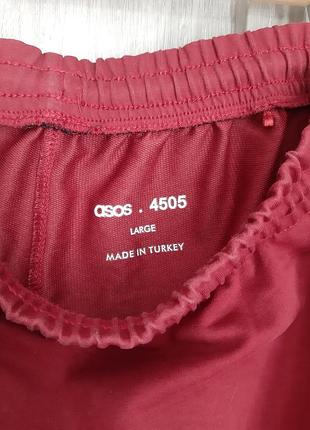 asos . 4505
LARGE
MADE IN TURKEY